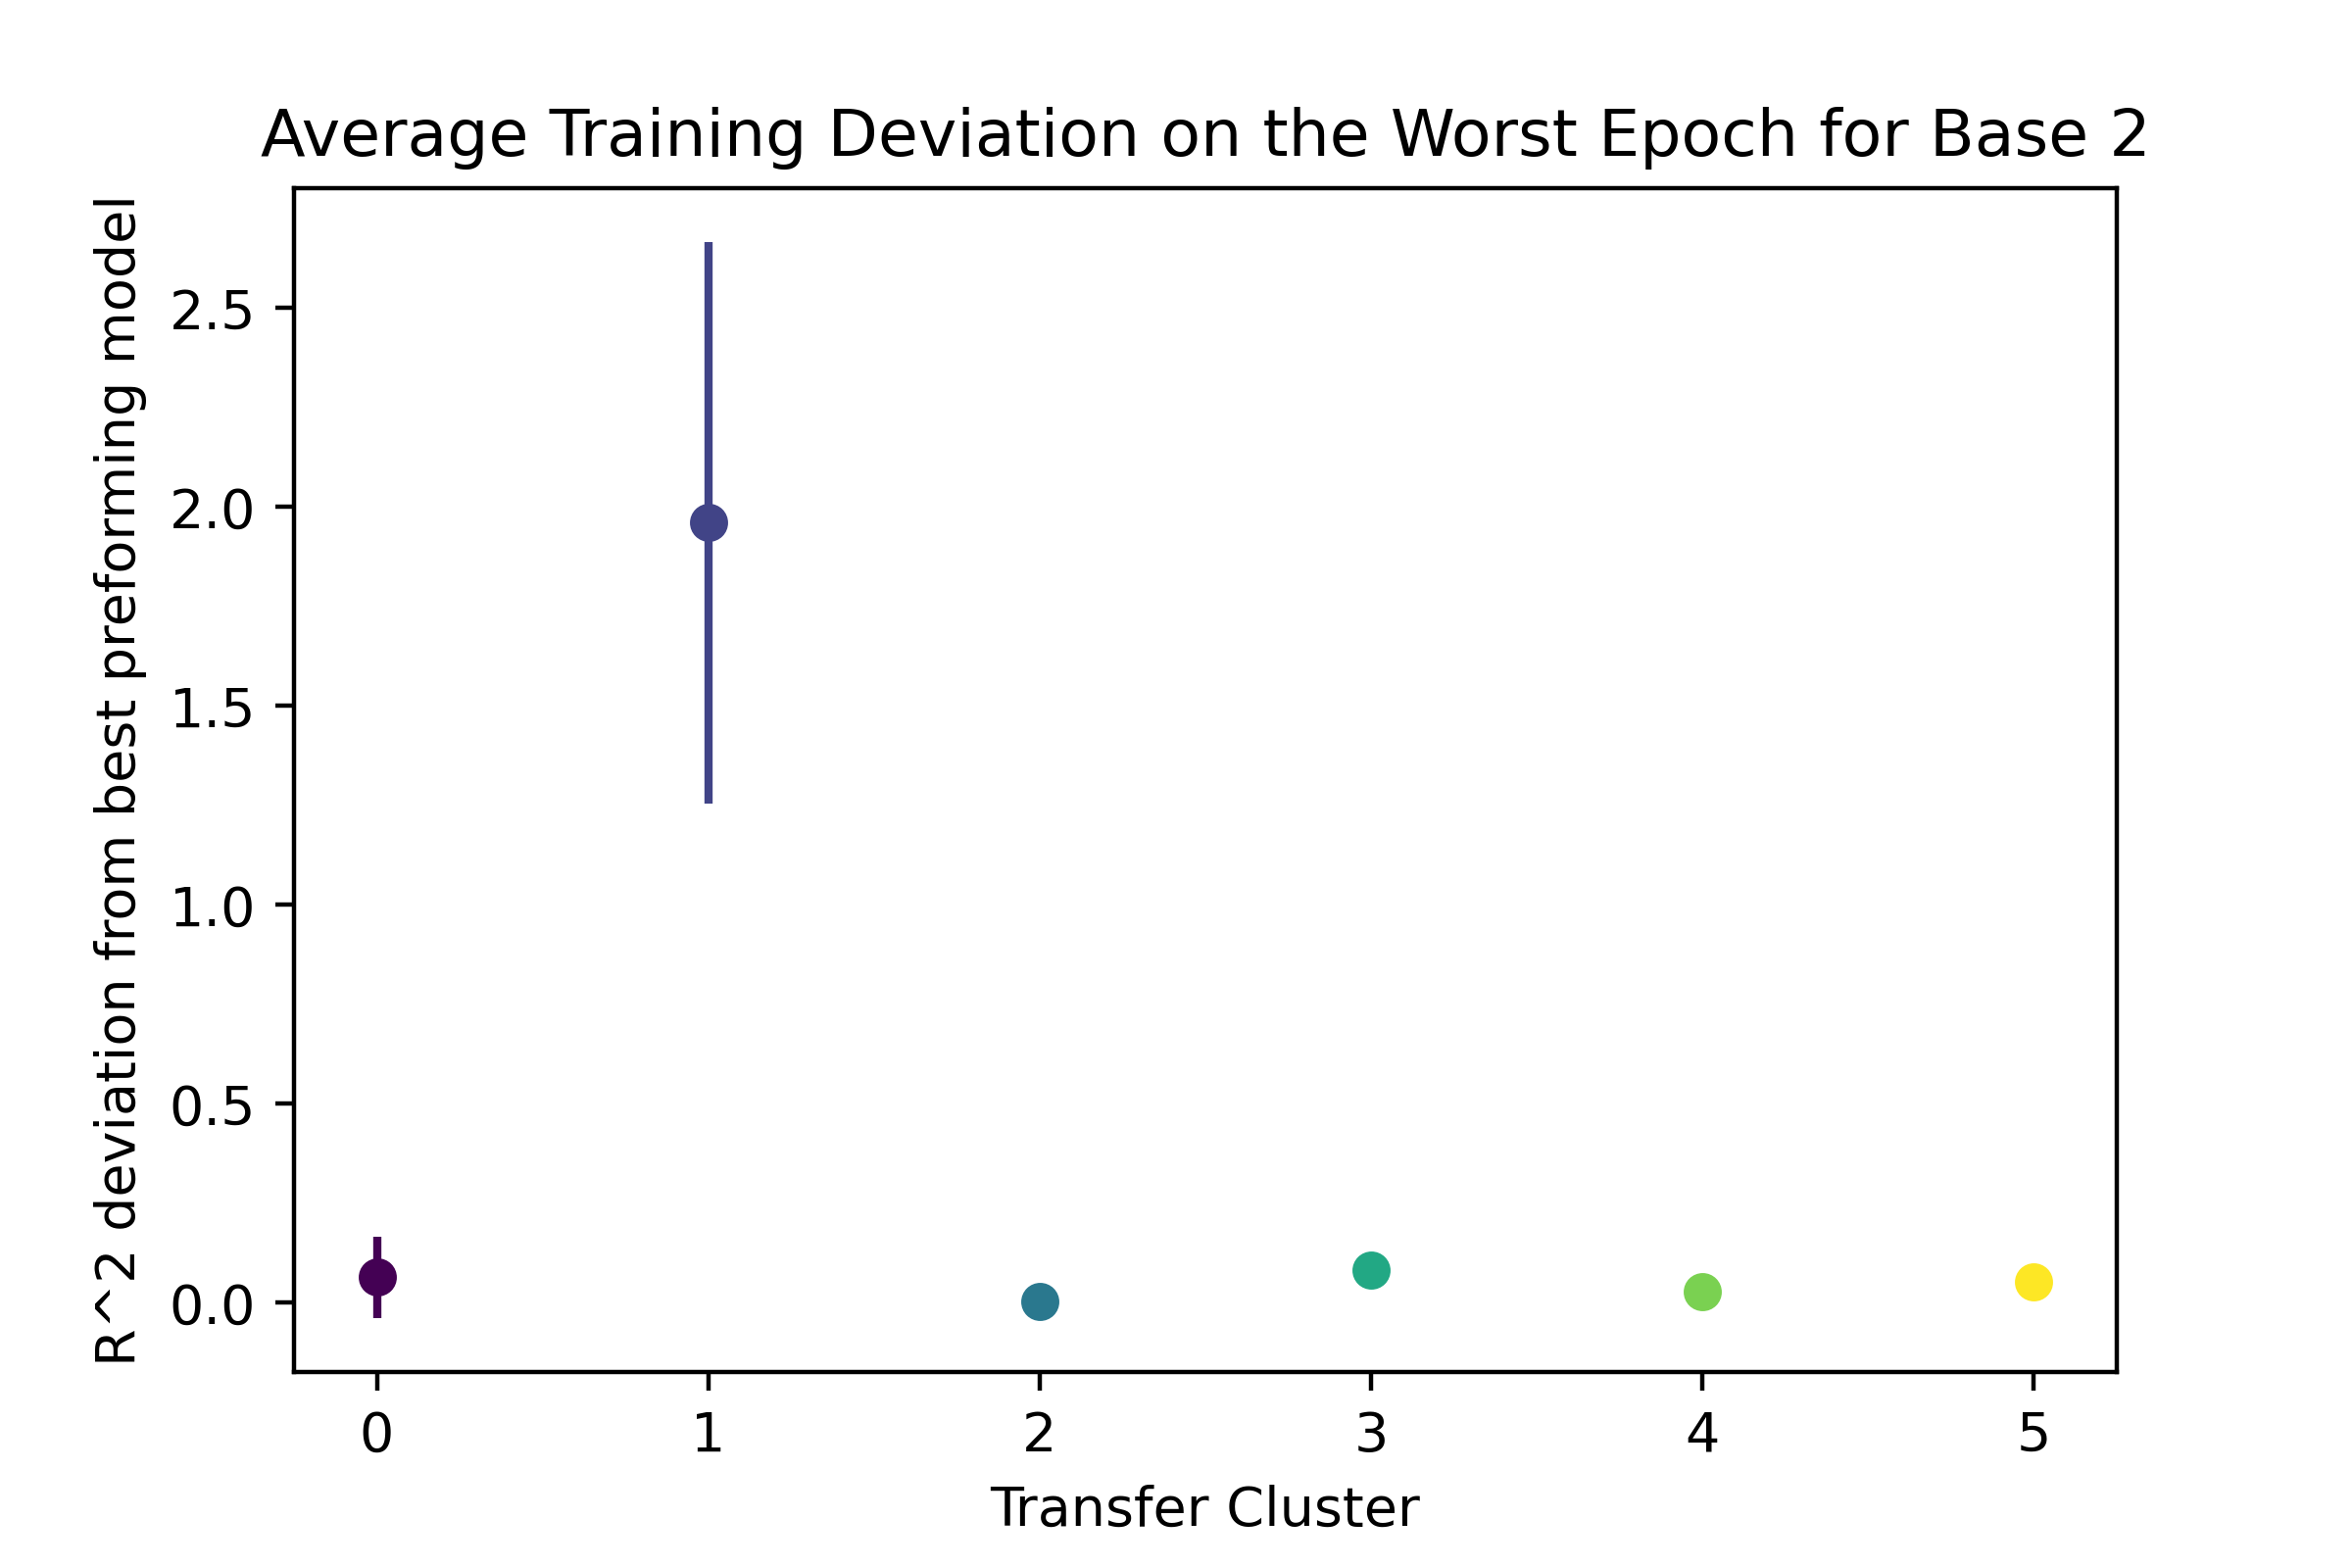 Average Training Deviation on the Worst Epoch for Base 2
R^2 deviation from best preforming model
2.5
2.0
1.5
1.0
0.5
0.0
0 1 2 3 4 5
Transfer Cluster